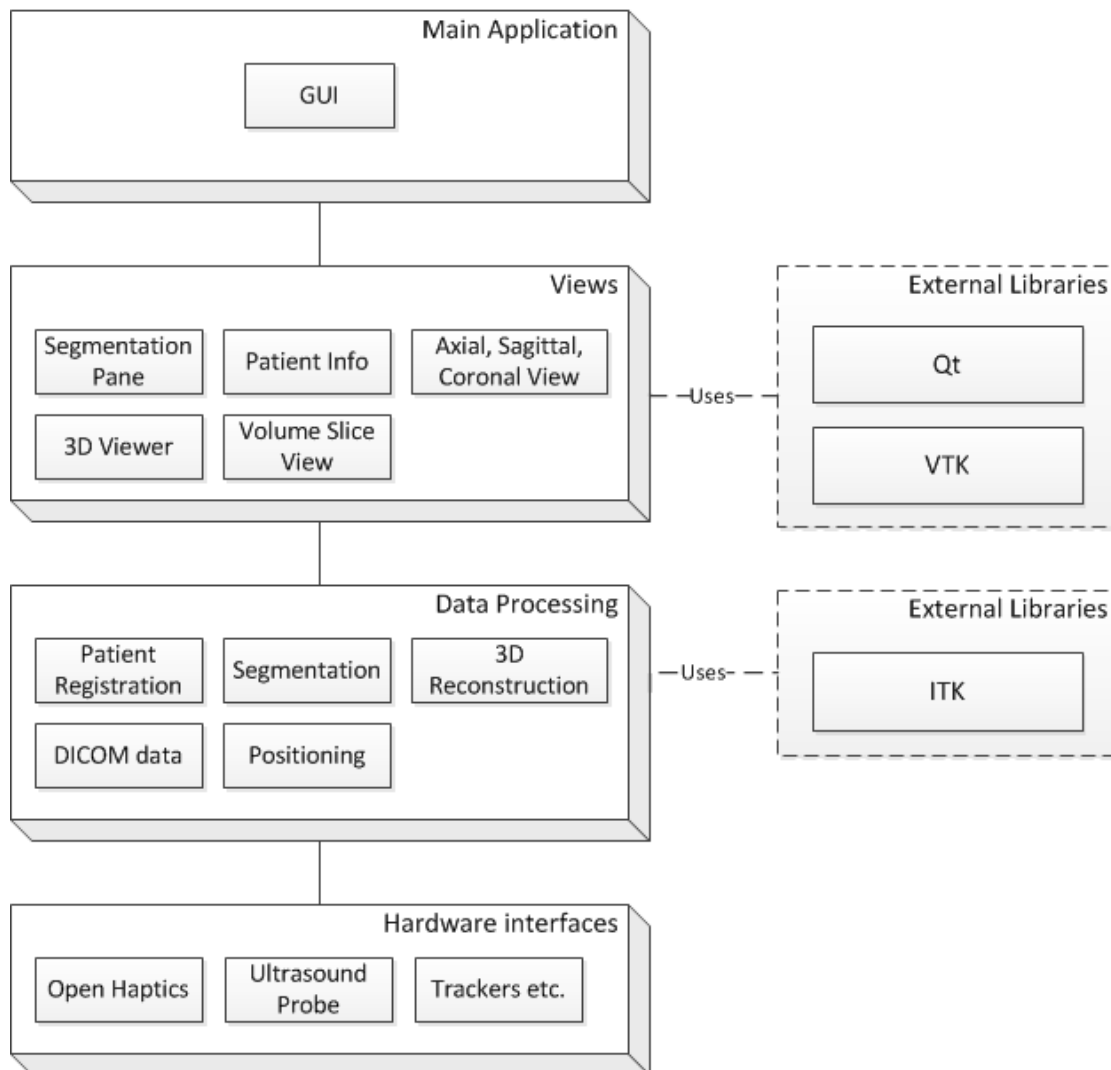 Main Application
GUI
Views
Segmentation
Pane
Patient Info
Axial, Sagittal,
Coronal View
3D Viewer
Volume Slice
View
Uses
External Libraries
Qt
VTK
Data Processing
Patient
Registration
Segmentation
3D
Reconstruction
DICOM data
Positioning
Uses
External Libraries
ITK
Hardware interfaces
Open Haptics
Ultrasound
Probe
Trackers etc.